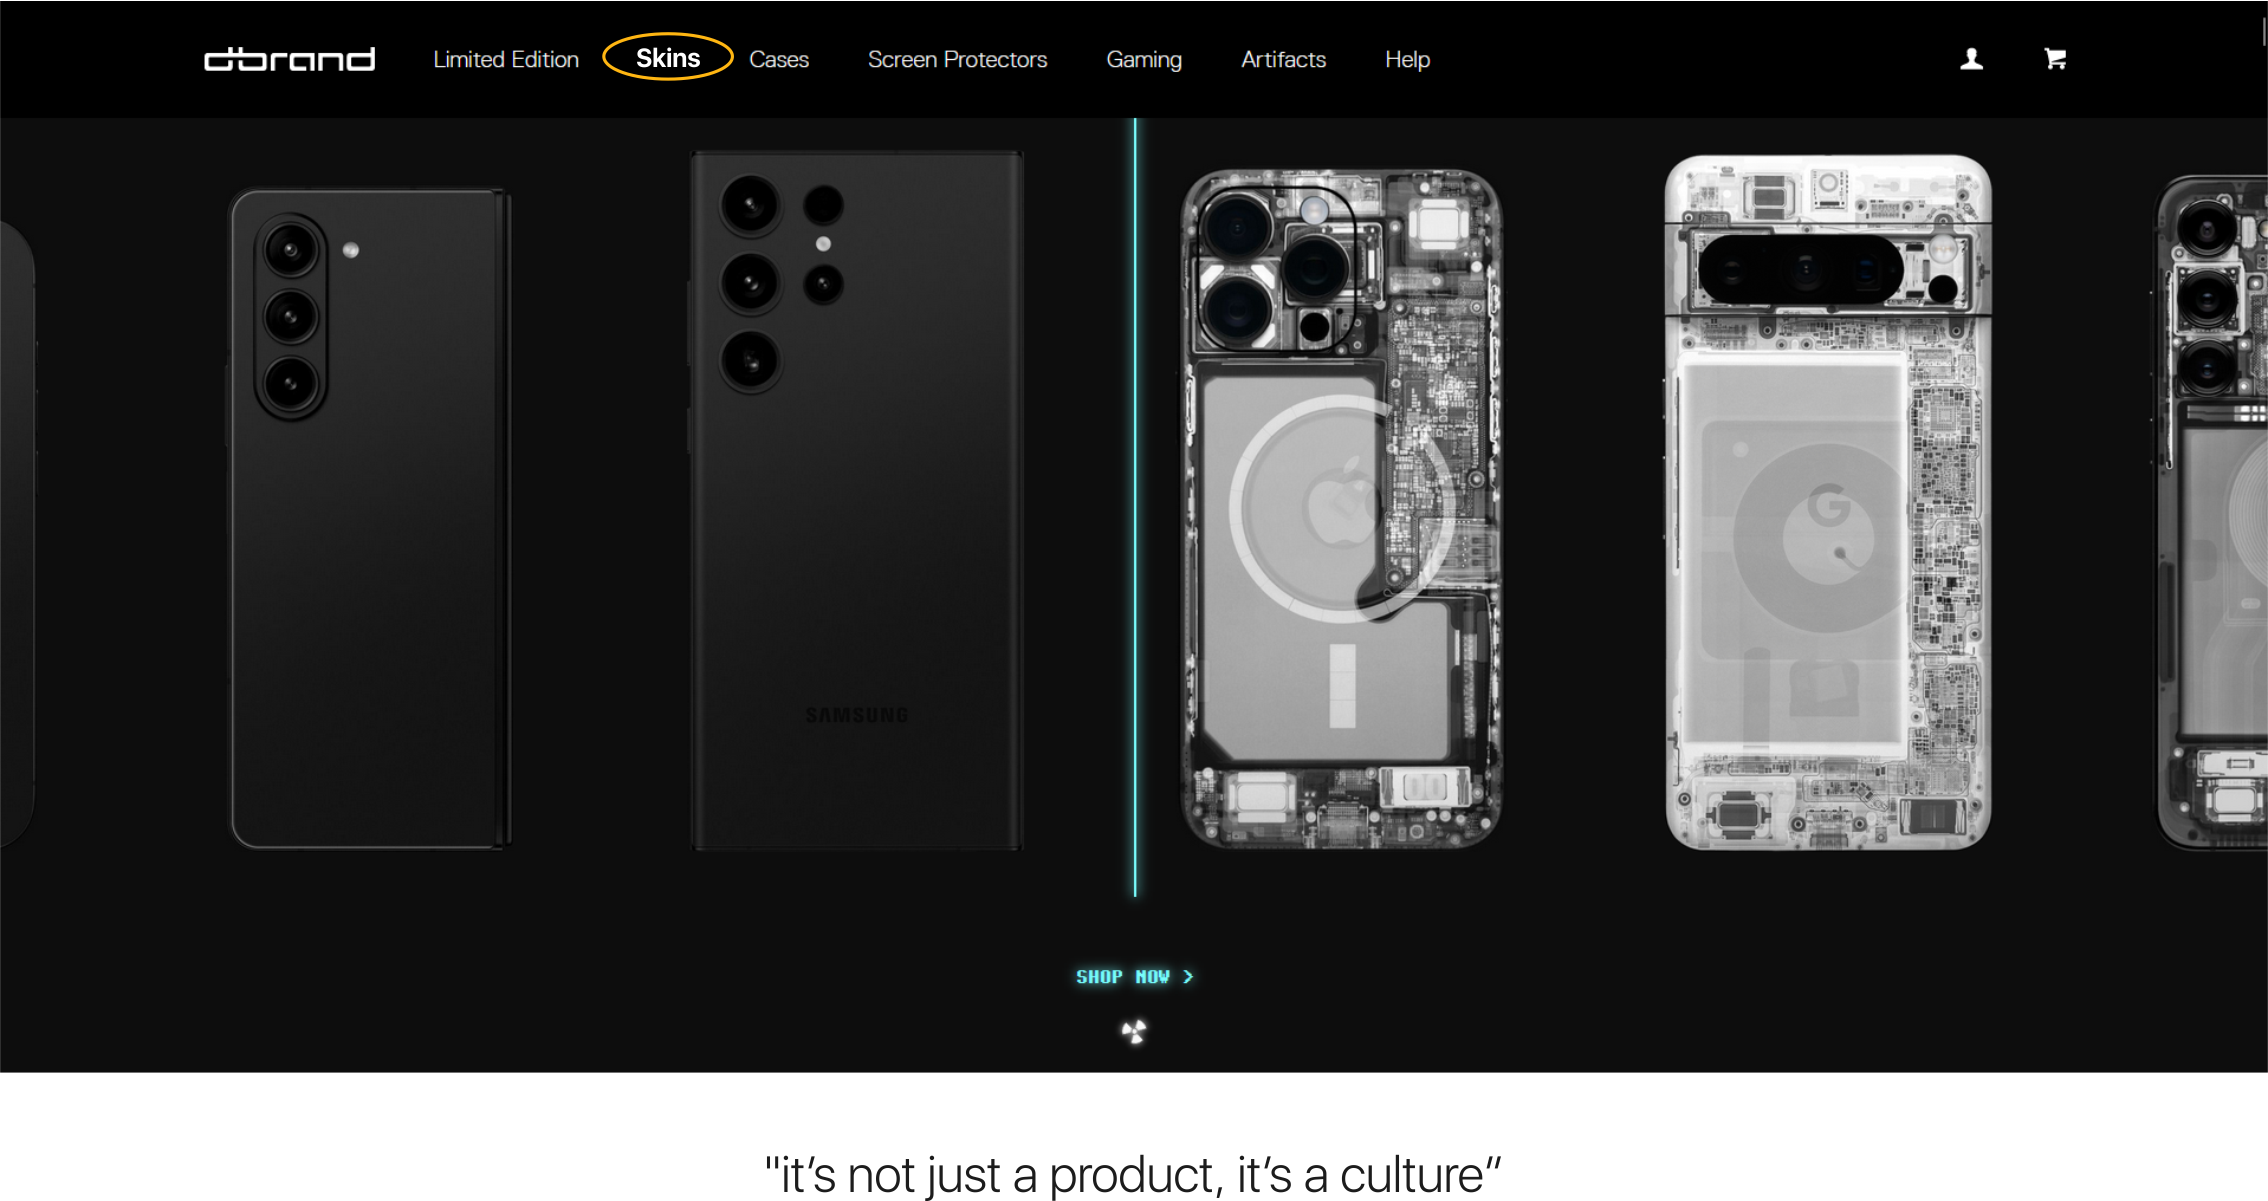 dbrand
Limited Edition
Skins
Cases
Screen Protectors
Gaming
Artifacts
Help
SAMSUNG
G
SHOP NOW >
"it’s not just a product, it’s a culture”